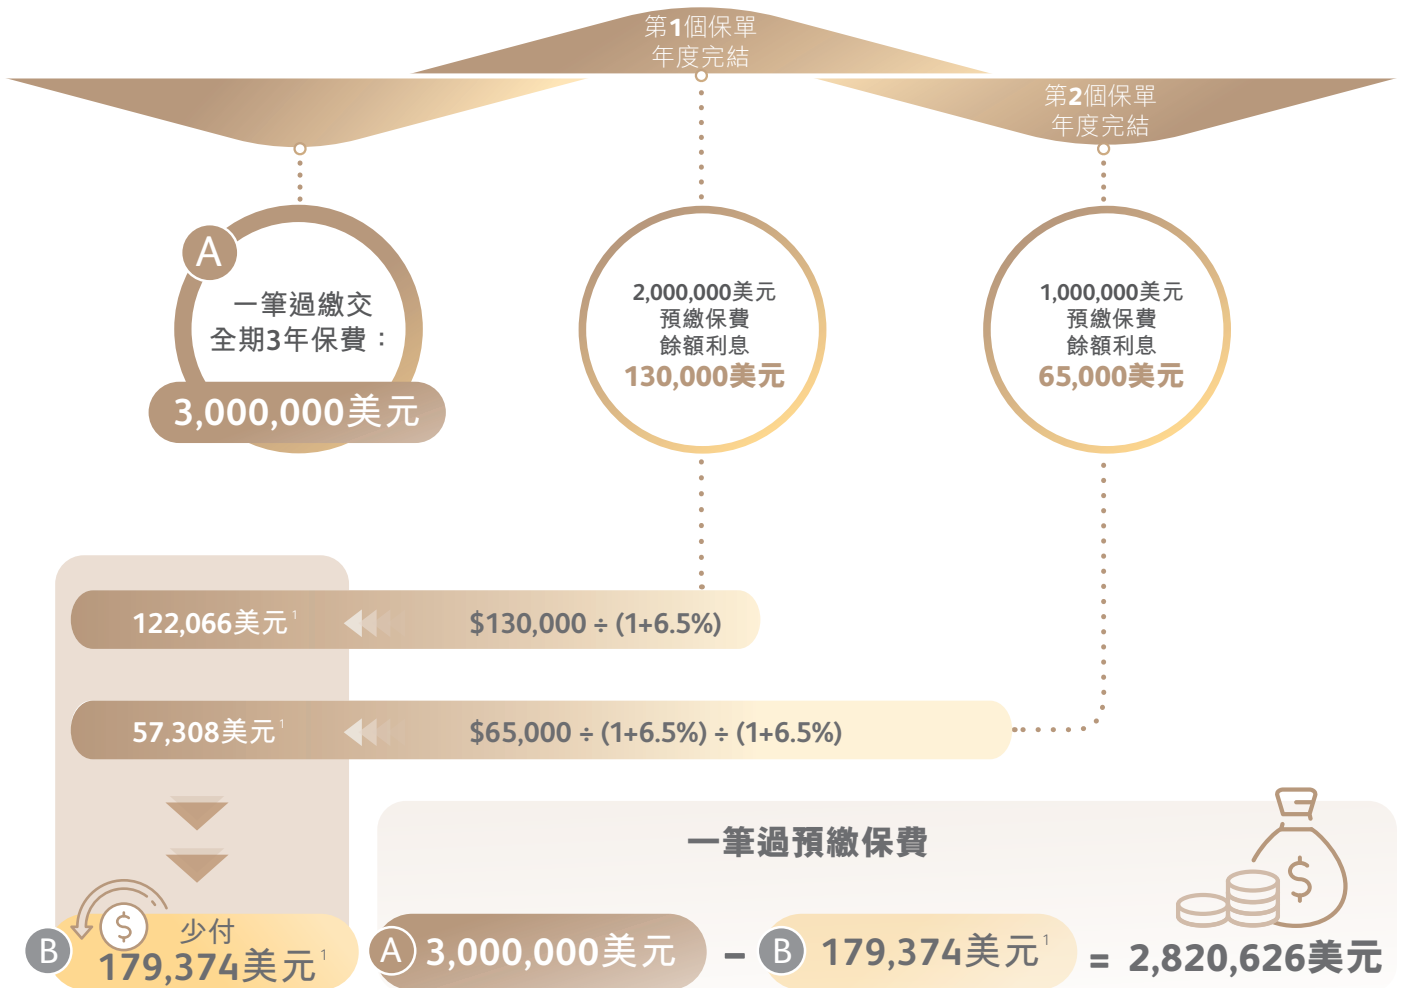 第1個保單
年度完結
第2個保單
年度完結
A
一筆過繳交
全期3年保費：
3,000,000美元
2,000,000美元
預繳保費
餘額利息
130,000美元
1,000,000美元
預繳保費
餘額利息
65,000美元
122,066美元1
$130,000 ÷ (1+6.5%)
57,308美元1
$65,000 ÷ (1+6.5%) ÷ (1+6.5%)
B
$
少付
179,374美元1
一筆過預繳保費
$
A 3,000,000美元 – B 179,374美元1 = 2,820,626美元